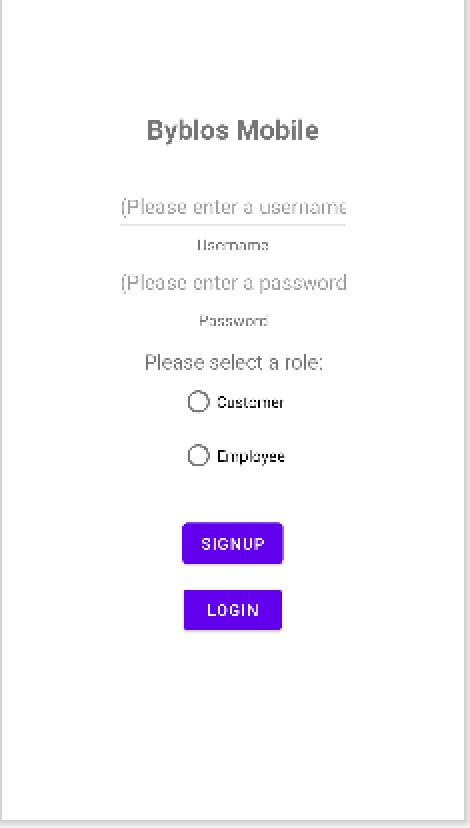 Byblos Mobile
(Please enter a username
Username
(Please enter a password
Password
Please select a role:
Customer
Employee
SIGNUP
LOGIN